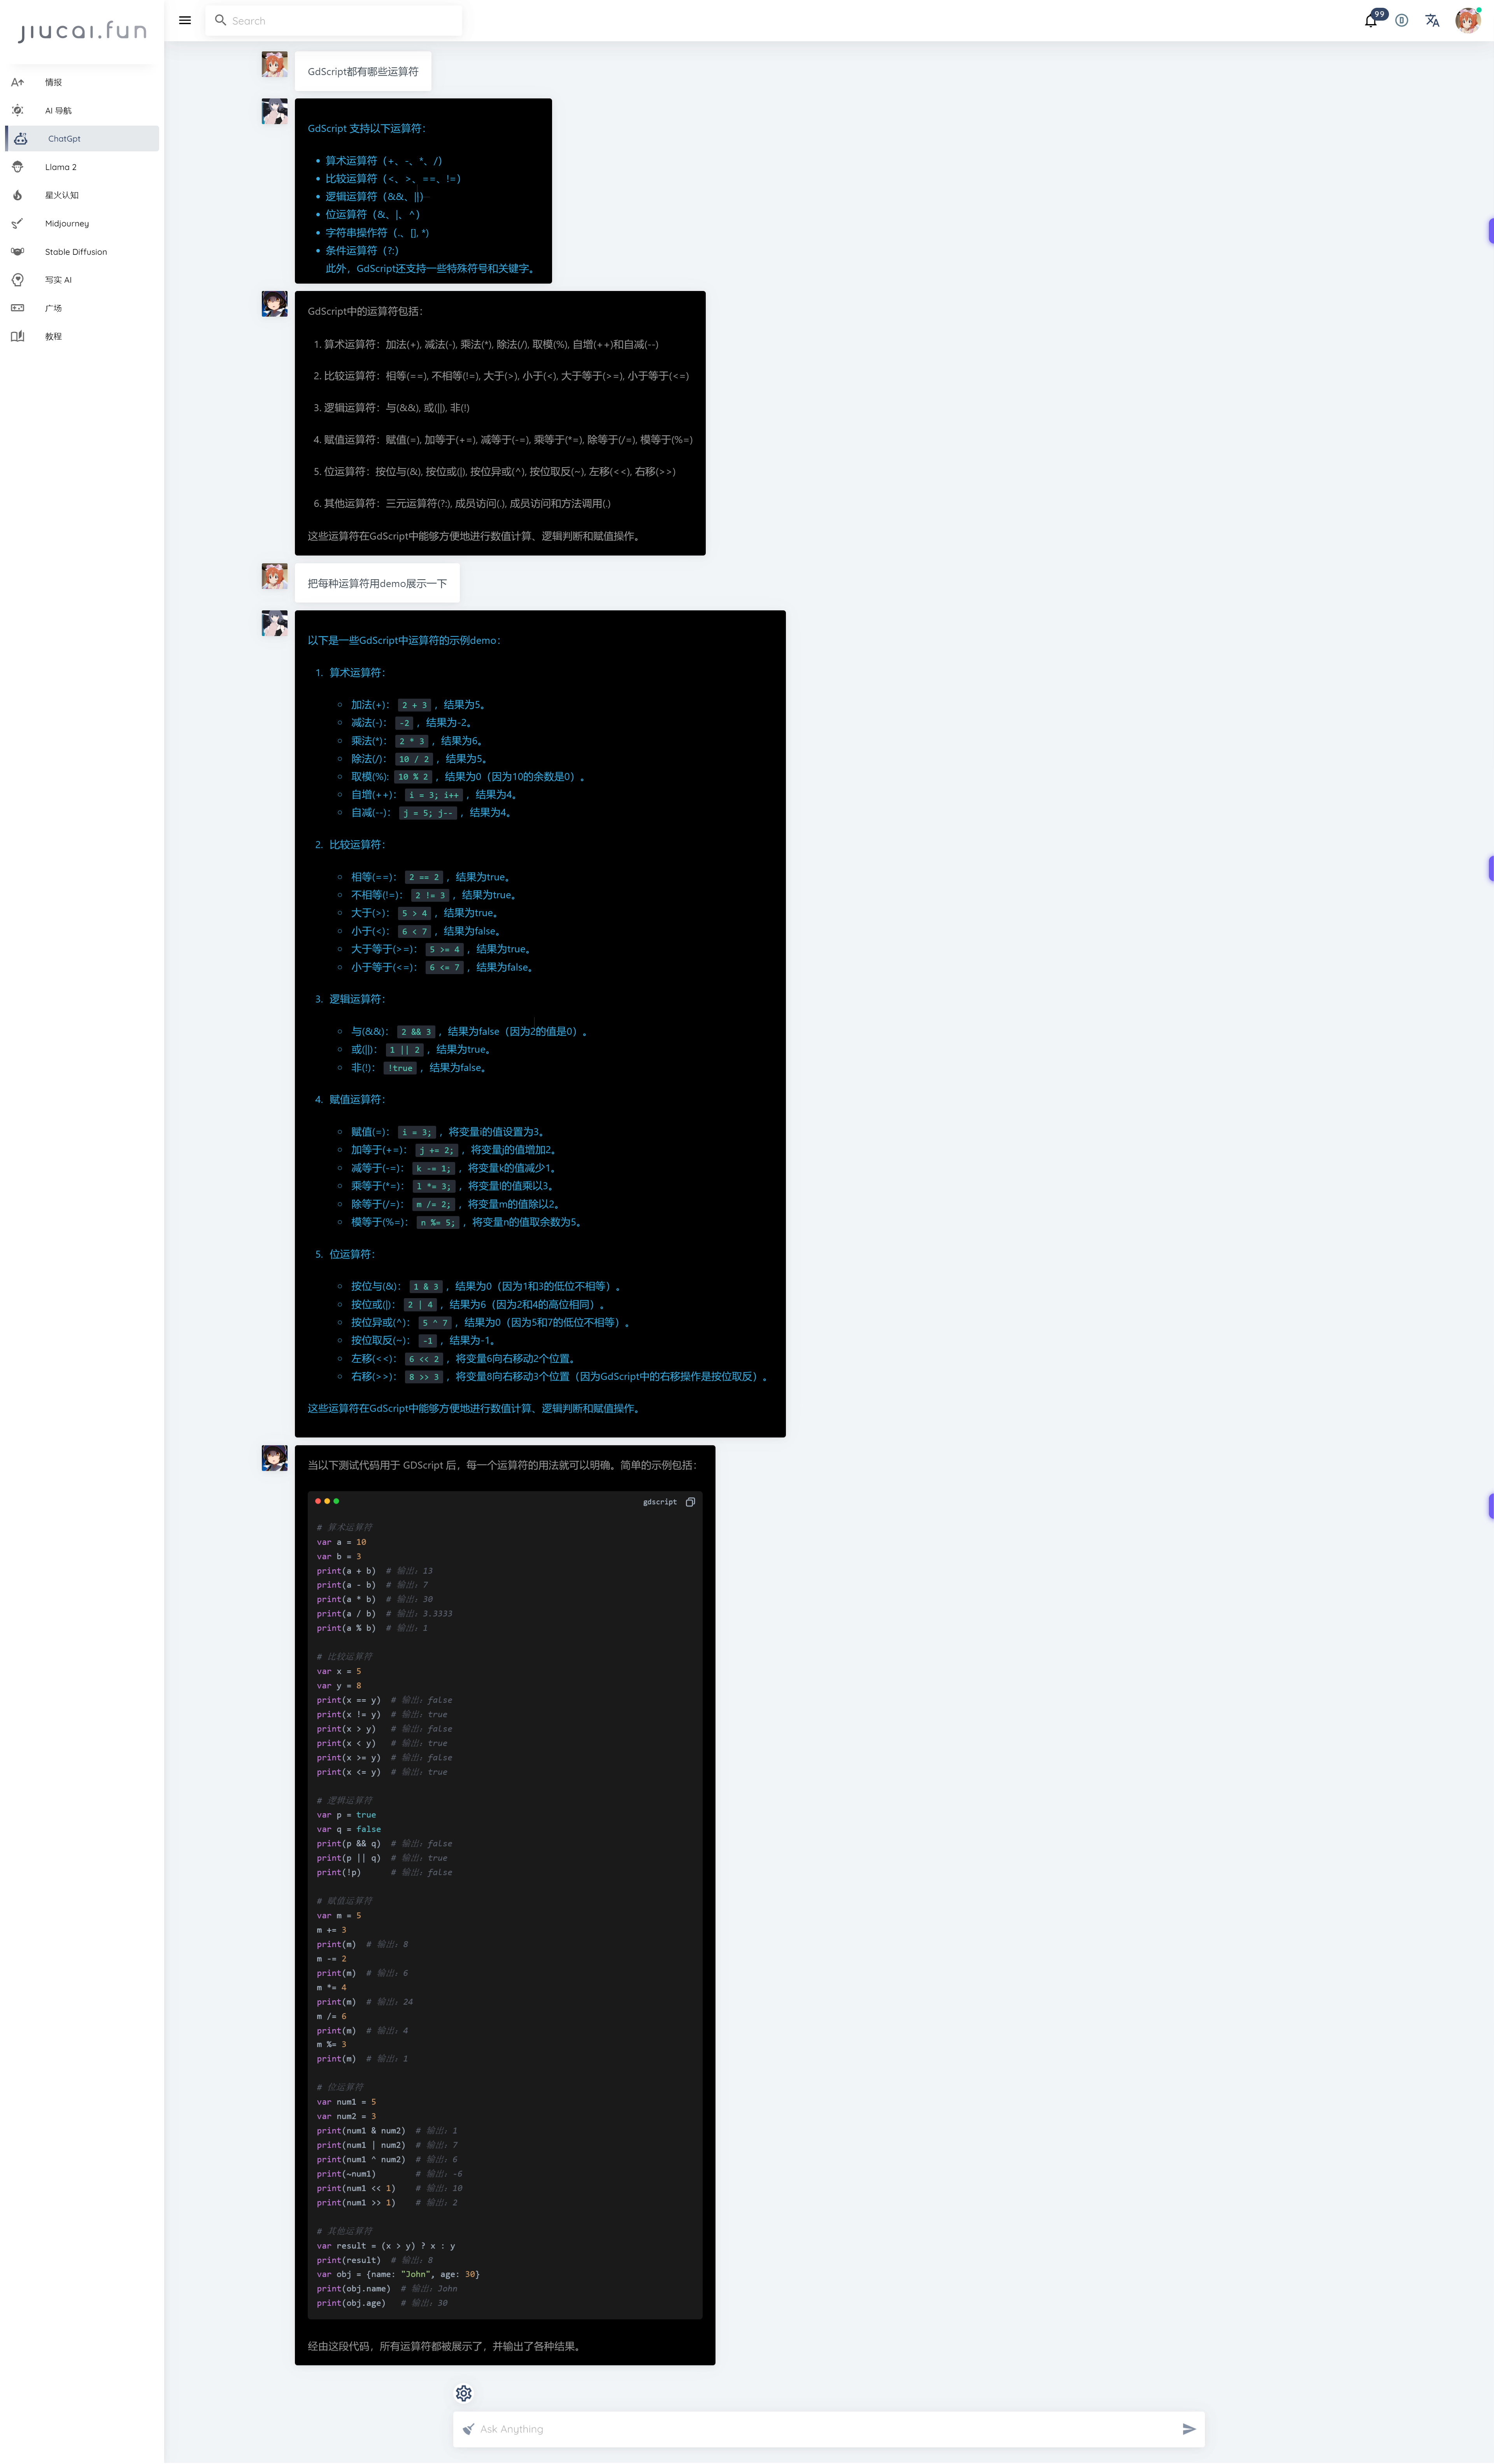 jiucai.fun
Search
99
情报
AI 导航
ChatGpt
Llama 2
星火认知
Midjourney
Stable Diffusion
写实 AI
广场
教程
GdScript都有哪些运算符
GdScript 支持以下运算符：
算术运算符（+、-、*、/）
比较运算符（<、>、==、!=）
逻辑运算符（&&、||）
位运算符（&、|、^）
字符串操作符（.、[], *)
条件运算符（?:）
此外，GdScript还支持一些特殊符号和关键字。
GdScript中的运算符包括：
1. 算术运算符：加法(+), 减法(-), 乘法(*), 除法(/), 取模(%), 自增(++)和自减(--)
2. 比较运算符：相等(==), 不相等(!=), 大于(>), 小于(<), 大于等于(>=), 小于等于(<=)
3. 逻辑运算符：与(&&), 或(||), 非(!)
4. 赋值运算符：赋值(=), 加等于(+=), 减等于(-=), 乘等于(*=), 除等于(/=), 模等于(%=)
5. 位运算符：按位与(&), 按位或(|), 按位异或(^), 按位取反(~), 左移(<<), 右移(>>)
6. 其他运算符：三元运算符(?:), 成员访问(.), 成员访问和方法调用(.)
这些运算符在GdScript中能够方便地进行数值计算、逻辑判断和赋值操作。
把每种运算符用demo展示一下
以下是一些GdScript中运算符的示例demo：
1. 算术运算符：
加法(+)： 2 + 3 ，结果为5。
减法(-)： -2 ，结果为-2。
乘法(*)： 2 * 3 ，结果为6。
除法(/)： 10 / 2 ，结果为5。
取模(%): 10 % 2 ，结果为0（因为10的余数是0）。
自增(++)： i = 3; i++ ，结果为4。
自减(--)： j = 5; j-- ，结果为4。
2. 比较运算符：
相等(==)： 2 == 2 ，结果为true。
不相等(!=)： 2 != 3 ，结果为true。
大于(>)： 5 > 4 ，结果为true。
小于(<)： 6 < 7 ，结果为false。
大于等于(>=)： 5 >= 4 ，结果为true。
小于等于(<=)： 6 <= 7 ，结果为false。
3. 逻辑运算符：
与(&&)： 2 && 3 ，结果为false（因为2的值是0）。
或(||)： 1 || 2 ，结果为true。
非(!)： !true ，结果为false。
4. 赋值运算符：
赋值(=)： i = 3; ，将变量i的值设置为3。
加等于(+=)： j += 2; ，将变量j的值增加2。
减等于(-=)： k -= 1; ，将变量k的值减少1。
乘等于(*=)： l *= 3; ，将变量l的值乘以3。
除等于(/=)： m /= 2; ，将变量m的值除以2。
模等于(%=)： n %= 5; ，将变量n的值取余数为5。
5. 位运算符：
按位与(&)： 1 & 3 ，结果为0（因为1和3的低位不相等）。
按位或(|)： 2 | 4 ，结果为6（因为2和4的高位相同）。
按位异或(^)： 5 ^ 7 ，结果为0（因为5和7的低位不相等）。
按位取反(~)： -1 ，结果为-1。
左移(<<)： 6 << 2 ，将变量6向右移动2个位置。
右移(>>)： 8 >> 3 ，将变量8向右移动3个位置（因为GdScript中的右移操作是按位取反）。
这些运算符在GdScript中能够方便地进行数值计算、逻辑判断和赋值操作。
当以下测试代码用于 GDScript 后，每一个运算符的用法就可以明确。简单的示例包括：
gdscript
# 算术运算符
var a = 10
var b = 3
print(a + b)  # 输出：13
print(a - b)  # 输出：7
print(a * b)  # 输出：30
print(a / b)  # 输出：3.3333
print(a % b)  # 输出：1
# 比较运算符
var x = 5
var y = 8
print(x == y)  # 输出：false
print(x != y)  # 输出：true
print(x > y)   # 输出：false
print(x < y)   # 输出：true
print(x >= y)  # 输出：false
print(x <= y)  # 输出：true
# 逻辑运算符
var p = true
var q = false
print(p && q)  # 输出：false
print(p || q)  # 输出：true
print(!p)      # 输出：false
# 赋值运算符
var m = 5
m += 3
print(m)  # 输出：8
m -= 2
print(m)  # 输出：6
m *= 4
print(m)  # 输出：24
m /= 6
print(m)  # 输出：4
m %= 3
print(m)  # 输出：1
# 位运算符
var num1 = 5
var num2 = 3
print(num1 & num2)  # 输出：1
print(num1 | num2)  # 输出：7
print(num1 ^ num2)  # 输出：6
print(~num1)        # 输出：-6
print(num1 << 1)    # 输出：10
print(num1 >> 1)    # 输出：2
# 其他运算符
var result = (x > y) ? x : y
print(result)  # 输出：8
var obj = {name: "John", age: 30}
print(obj.name)  # 输出：John
print(obj.age)   # 输出：30
经由这段代码，所有运算符都被展示了，并输出了各种结果。
Ask Anything